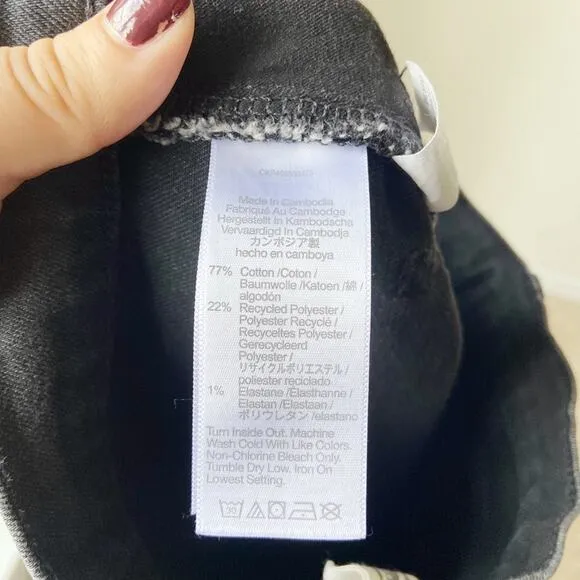 Made In Cambodia
Fabriqué Au Cambodge
Hergestellt In Kambodscha
Vervaardigd In Cambodja
カンボジア製
hecho en camboya
77% Cotton /Coton /
Baumwolle /Katoen /綿 /
algodón
22% Recycled Polyester /
Polyester Recyclé /
Recyceltes Polyester /
Gerecycleerd
Polyester /
リサイクルポリエステル /
poliester reciclado
1% Elastane /Élasthanne /
Elastan /Elastaan /
ポリウレタン /elastano
Turn Inside Out. Machine
Wash Cold With Like Colors.
Non-Chlorine Bleach Only.
Tumble Dry Low. Iron On
Lowest Setting.
30